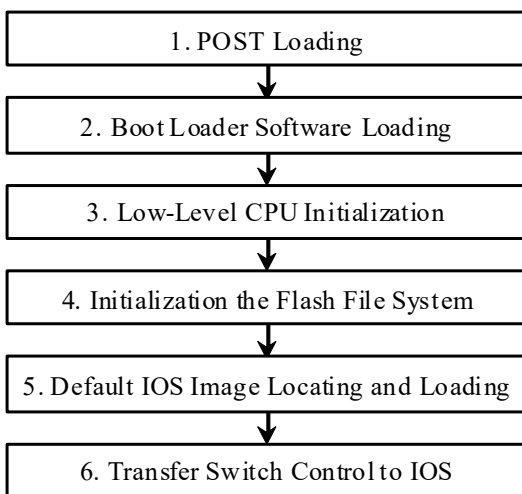 1. POST Loading
2. Boot Loader Software Loading
3. Low-Level CPU Initialization
4. Initialization the Flash File System
5. Default IOS Image Locating and Loading
6. Transfer Switch Control to IOS